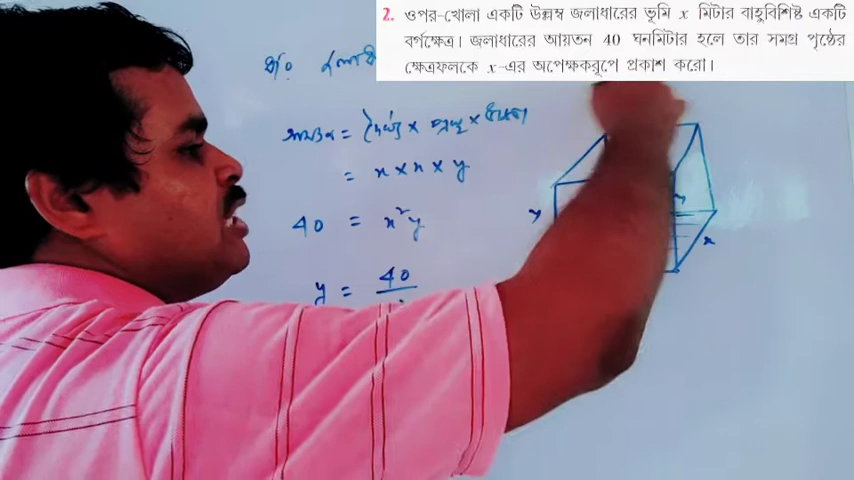 2. ওপর-খোলা একটি উল্লম্ব জলাধারের ভূমি x মিটার বাহুবিশিষ্ট একটি
বর্গক্ষেত্র। জলাধারের আয়তন 40 ঘনমিটার হলে তার সমগ্র পৃষ্ঠের
ক্ষেত্রফলকে x-এর অপেক্ষকরূপে প্রকাশ করো।
আয়তন = দৈর্ঘ্য × প্রস্থ × উচ্চতা
= x × x × y
40 = x²y
y = 40
y
x